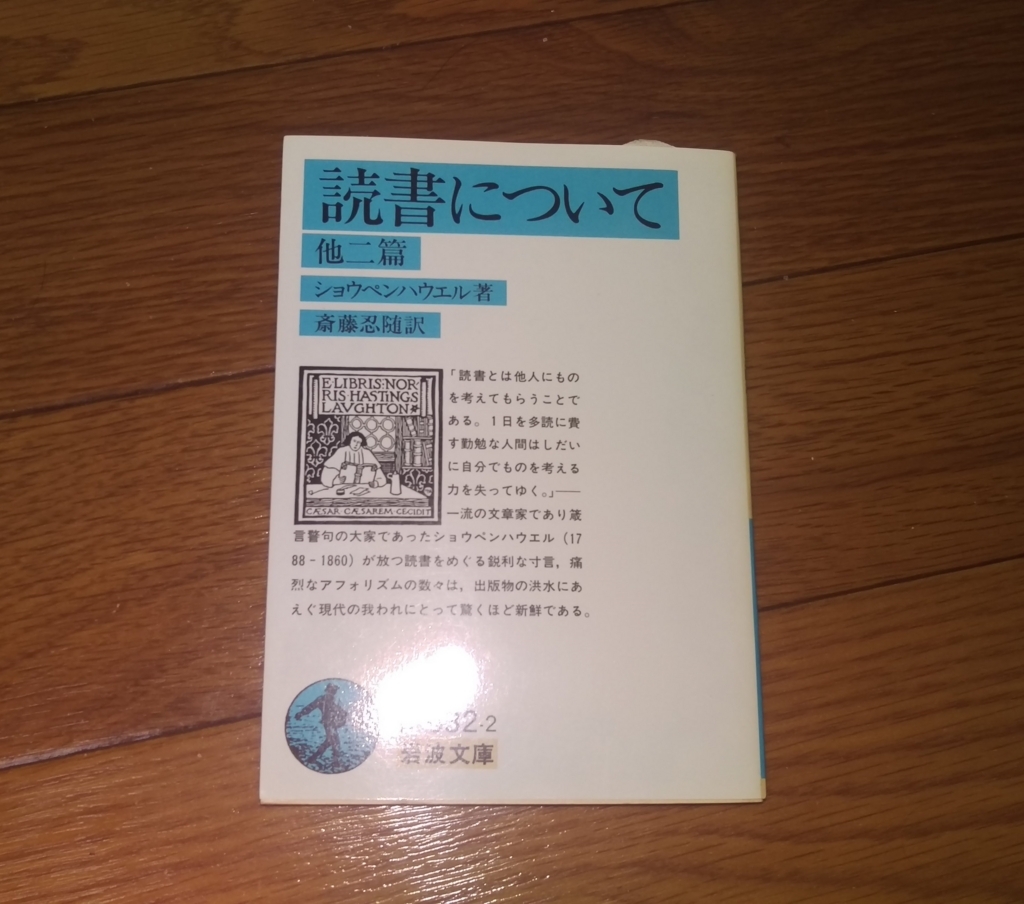 読書について
他二篇
ショウペンハウエル著
斎藤忍随訳
E·LIBRIS·NOR
RIS·HASTINGS
LAVGHTON
CÆSAR CÆSAREM CECIDIT
「読書とは他人にもの
を考えてもらうことで
ある。1日を多読に費
す勤勉な人間はしだい
に自分でものを考える
力を失ってゆく。」――
一流の文章家であり箴
言警句の大家であったショウペンハウエル(17
88-1860)が放つ読書をめぐる鋭利な寸言,痛
烈なアフォリズムの数々は,出版物の洪水にあ
えぐ現代の我われにとって驚くほど新鮮である。
32-2
岩波文庫